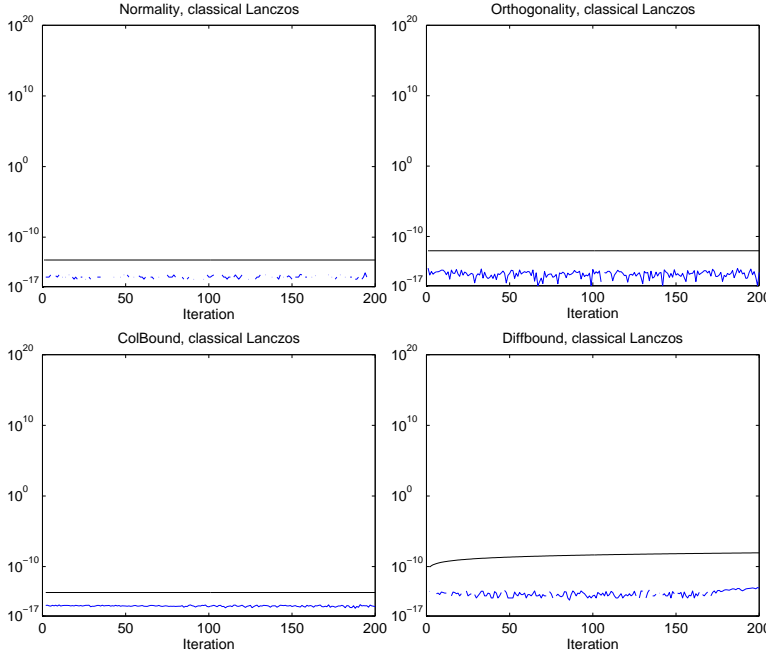 Normality, classical Lanczos
10^20
10^10
10^0
10^−10
10^−17
0 50 100 150 200
Iteration
Orthogonality, classical Lanczos
10^20
10^10
10^0
10^−10
10^−17
0 50 100 150 200
Iteration
ColBound, classical Lanczos
10^20
10^10
10^0
10^−10
10^−17
0 50 100 150 200
Iteration
Diffbound, classical Lanczos
10^20
10^10
10^0
10^−10
10^−17
0 50 100 150 200
Iteration